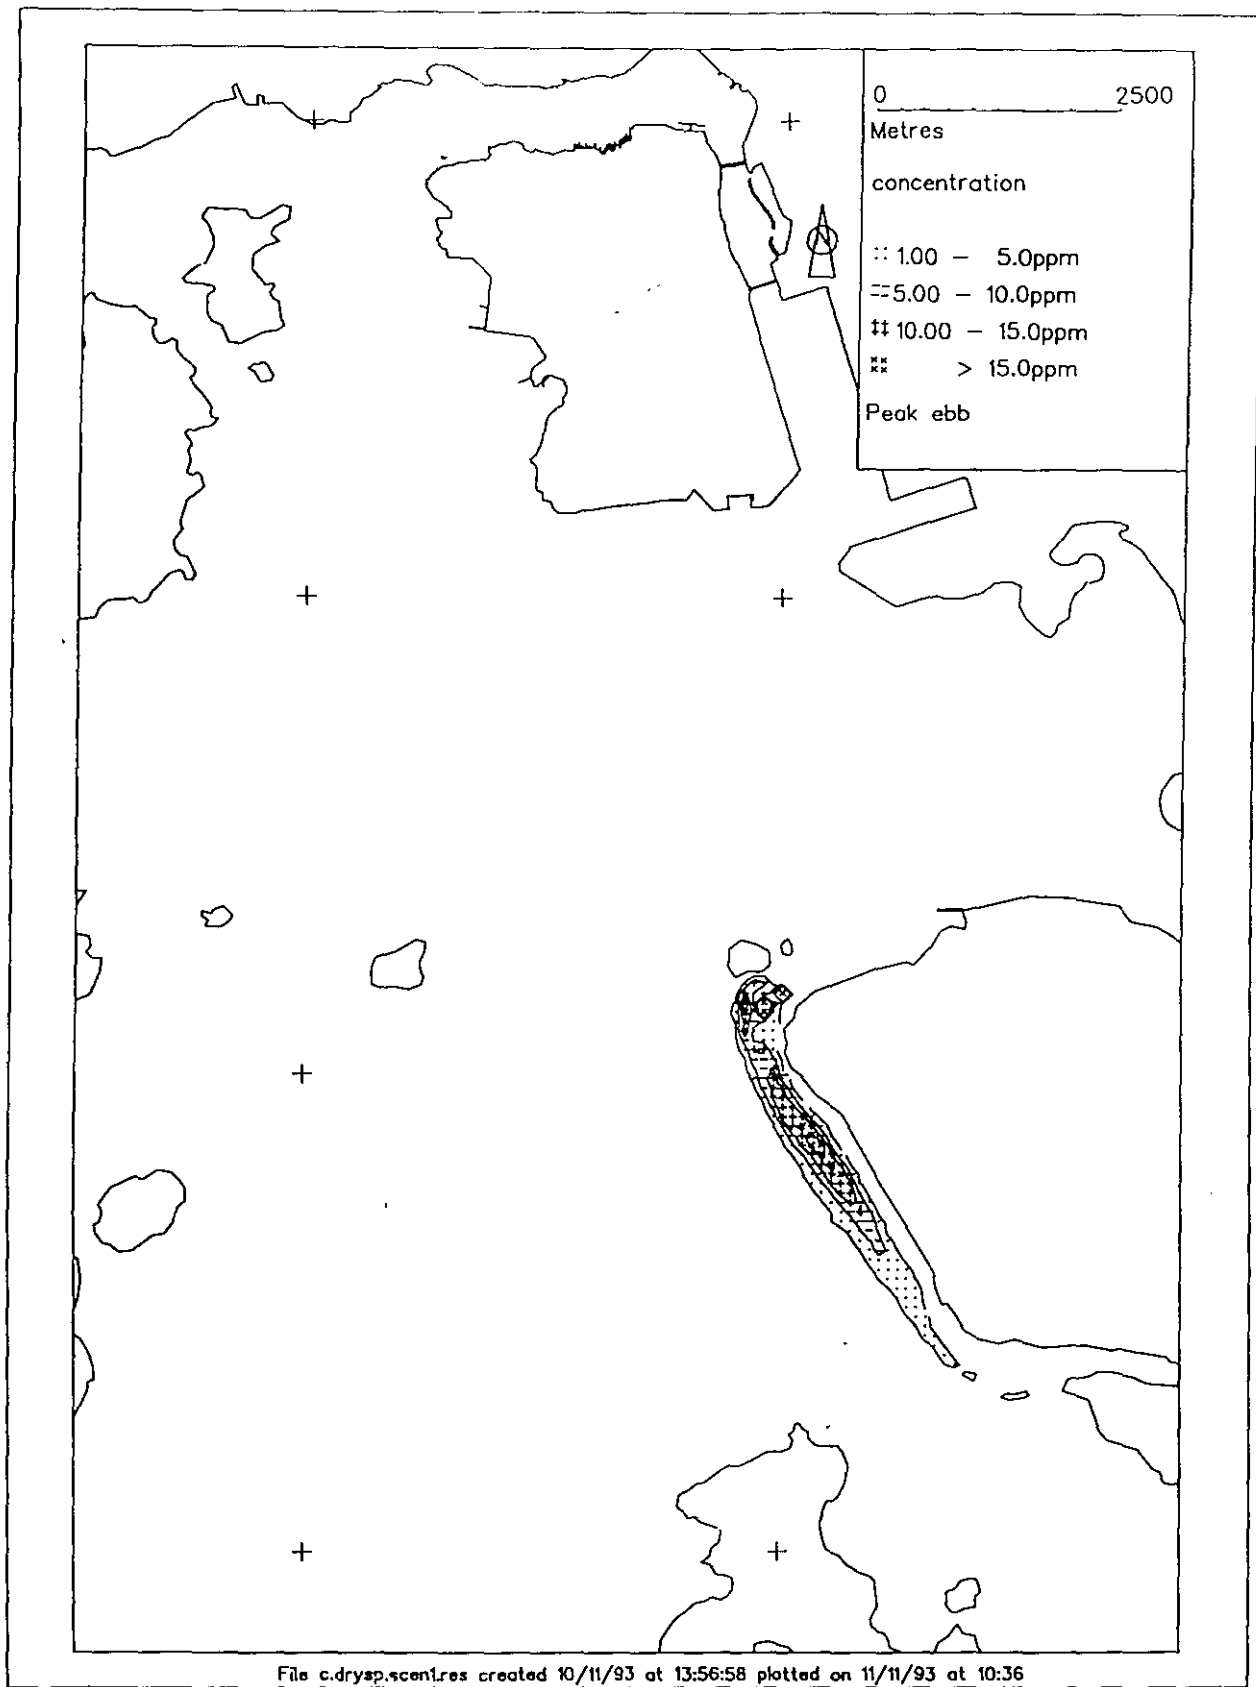 0 2500
Metres
concentration
1.00 – 5.0ppm
5.00 – 10.0ppm
10.00 – 15.0ppm
> 15.0ppm
Peak ebb
N
File c.drysp.scen1.res created 10/11/93 at 13:56:58 plotted on 11/11/93 at 10:36